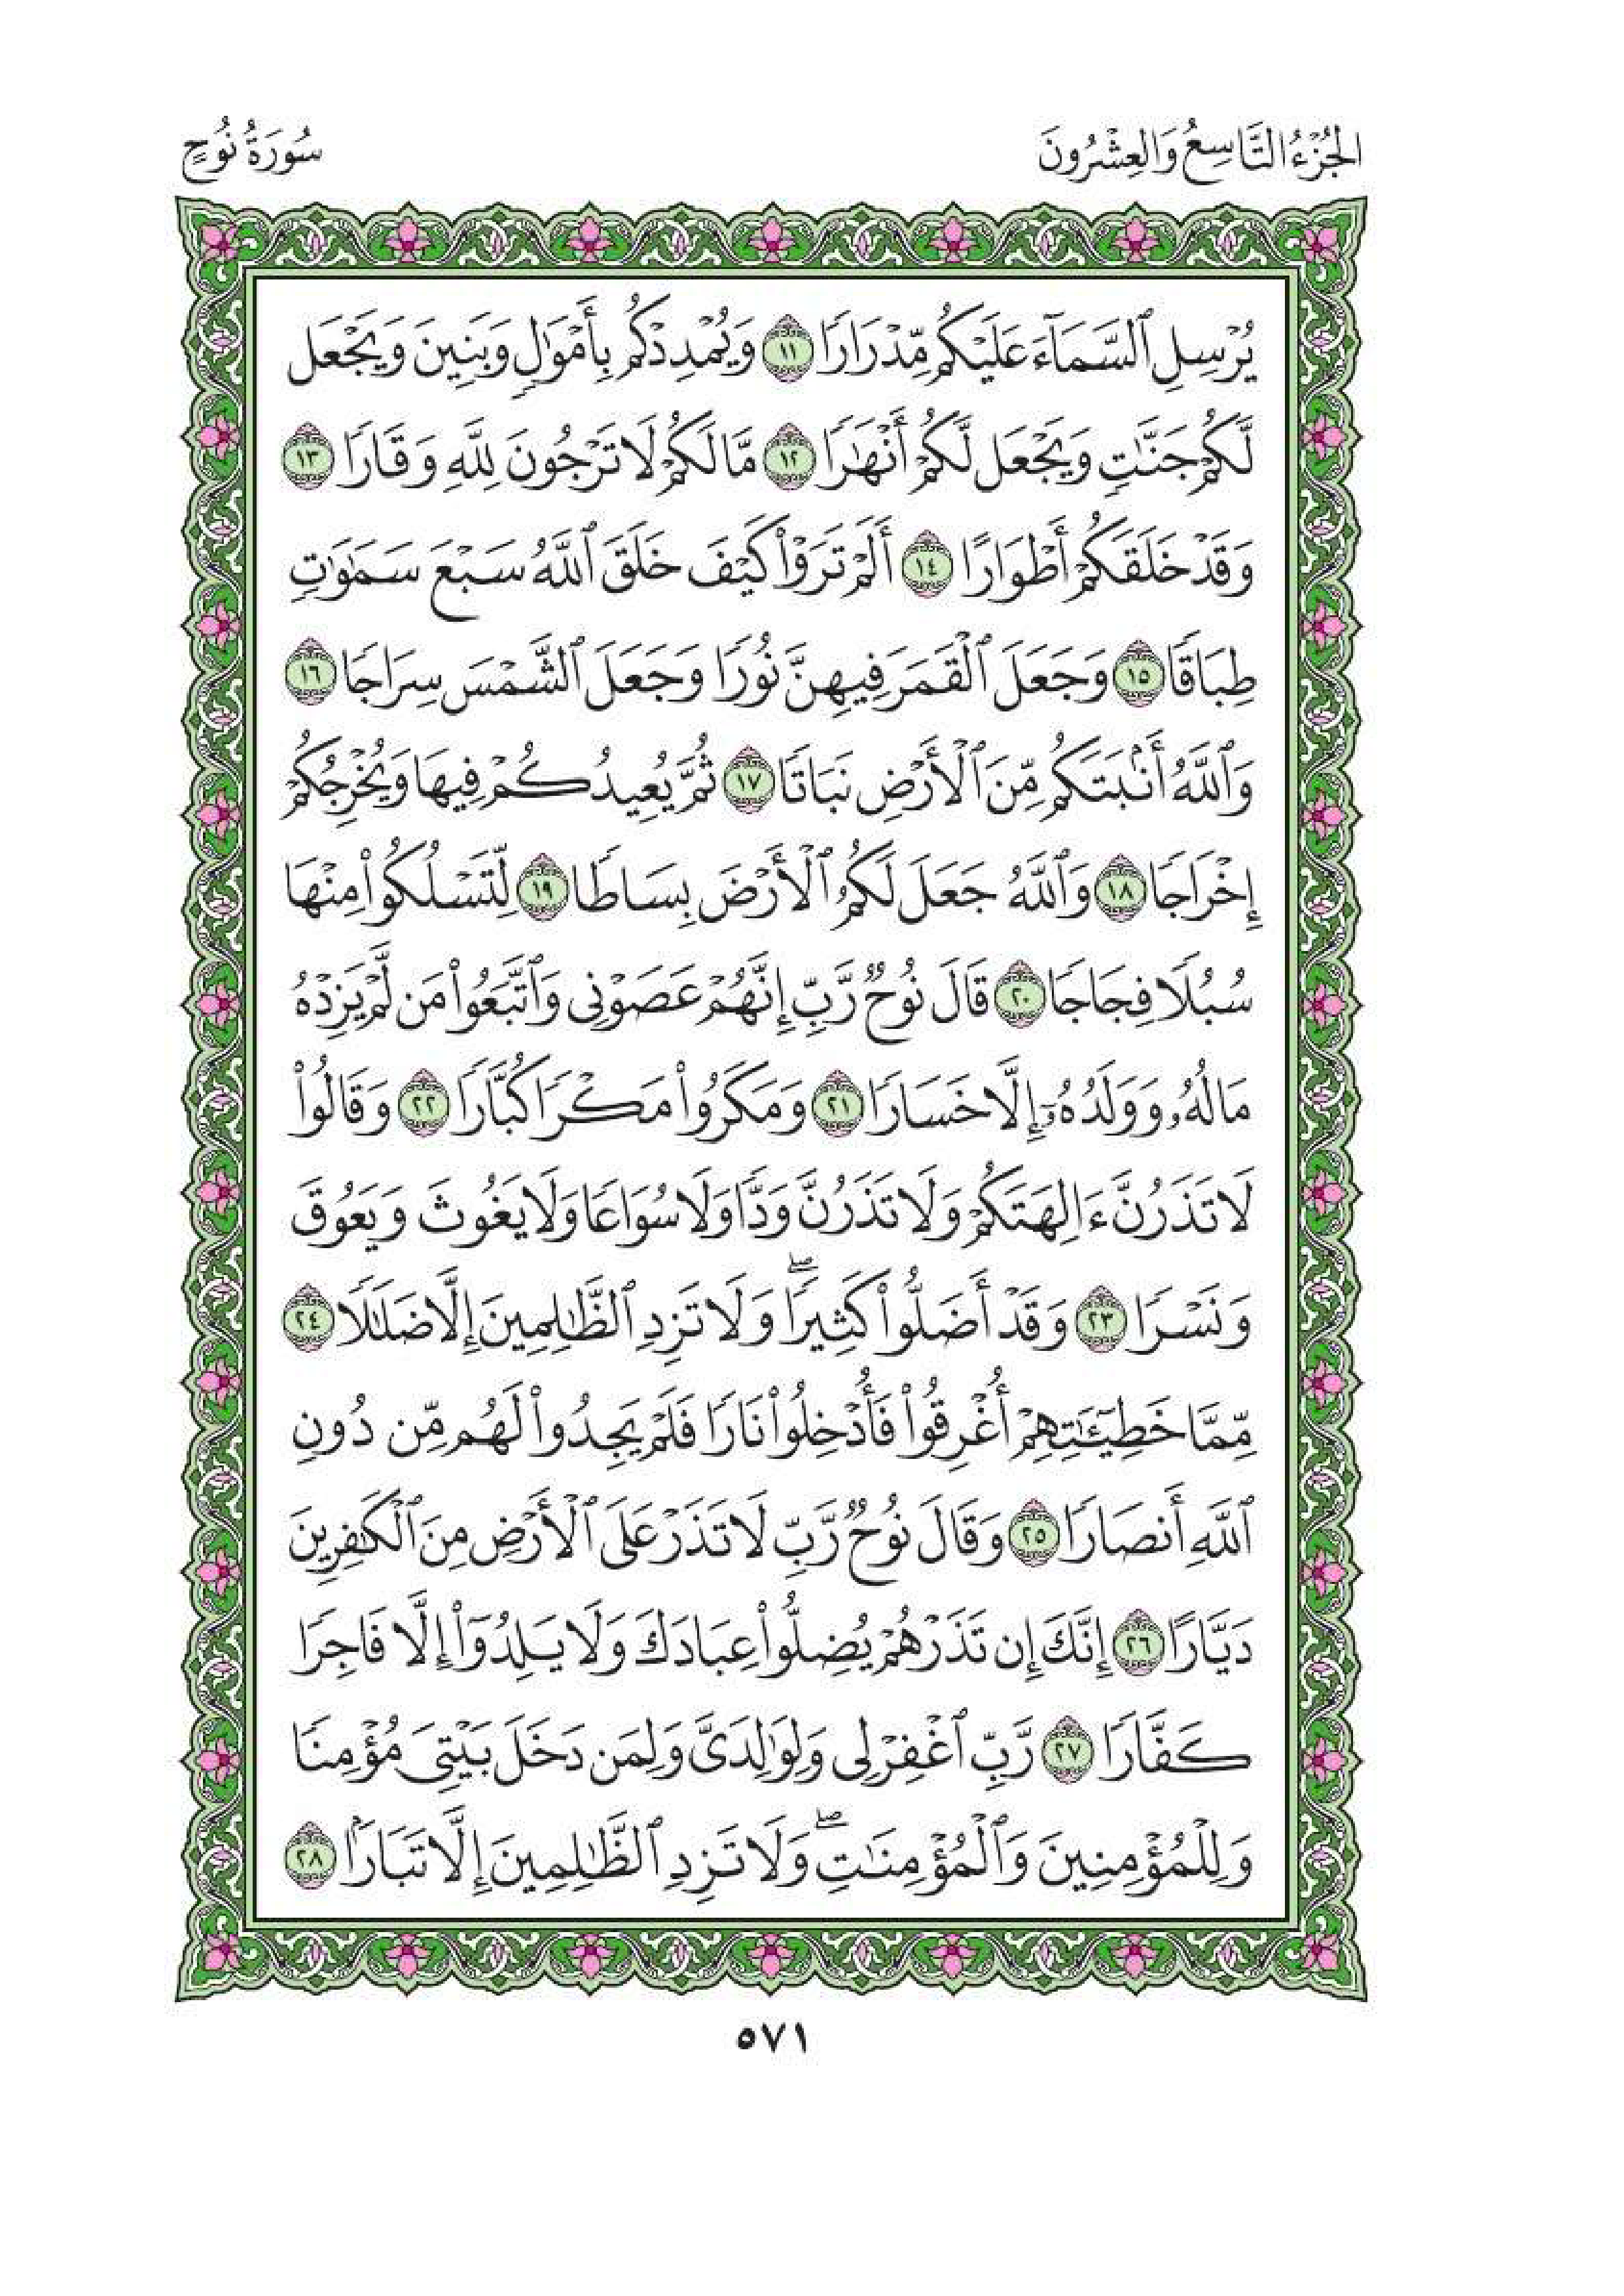 الجُزْءُ التَّاسِعُ وَالعِشْرُونَ
سُورَةُ نُوحٍ
يُرْسِلِ ٱلسَّمَآءَ عَلَيْكُم مِّدْرَارًا ١١ وَيُمْدِدْكُم بِأَمْوَٰلٍ وَبَنِينَ وَيَجْعَل
لَّكُمْ جَنَّٰتٍ وَيَجْعَل لَّكُمْ أَنْهَٰرًا ١٢ مَّا لَكُمْ لَا تَرْجُونَ لِلَّهِ وَقَارًا ١٣
وَقَدْ خَلَقَكُمْ أَطْوَارًا ١٤ أَلَمْ تَرَوْا۟ كَيْفَ خَلَقَ ٱللَّهُ سَبْعَ سَمَٰوَٰتٍ
طِبَاقًا ١٥ وَجَعَلَ ٱلْقَمَرَ فِيهِنَّ نُورًا وَجَعَلَ ٱلشَّمْسَ سِرَاجًا ١٦
وَٱللَّهُ أَنۢبَتَكُم مِّنَ ٱلْأَرْضِ نَبَاتًا ١٧ ثُمَّ يُعِيدُكُمْ فِيهَا وَيُخْرِجُكُمْ
إِخْرَاجًا ١٨ وَٱللَّهُ جَعَلَ لَكُمُ ٱلْأَرْضَ بِسَاطًا ١٩ لِّتَسْلُكُوا۟ مِنْهَا
سُبُلًا فِجَاجًا ٢٠ قَالَ نُوحٌ رَّبِّ إِنَّهُمْ عَصَوْنِى وَٱتَّبَعُوا۟ مَن لَّمْ يَزِدْهُ
مَالُهُۥ وَوَلَدُهُۥٓ إِلَّا خَسَارًا ٢١ وَمَكَرُوا۟ مَكْرًا كُبَّارًا ٢٢ وَقَالُوا۟
لَا تَذَرُنَّ ءَالِهَتَكُمْ وَلَا تَذَرُنَّ وَدًّا وَلَا سُوَاعًا وَلَا يَغُوثَ وَيَعُوقَ
وَنَسْرًا ٢٣ وَقَدْ أَضَلُّوا۟ كَثِيرًا ۖ وَلَا تَزِدِ ٱلظَّٰلِمِينَ إِلَّا ضَلَٰلًا ٢٤
مِّمَّا خَطِيٓـَٰٔتِهِمْ أُغْرِقُوا۟ فَأُدْخِلُوا۟ نَارًا فَلَمْ يَجِدُوا۟ لَهُم مِّن دُونِ
ٱللَّهِ أَنصَارًا ٢٥ وَقَالَ نُوحٌ رَّبِّ لَا تَذَرْ عَلَى ٱلْأَرْضِ مِنَ ٱلْكَٰفِرِينَ
دَيَّارًا ٢٦ إِنَّكَ إِن تَذَرْهُمْ يُضِلُّوا۟ عِبَادَكَ وَلَا يَلِدُوٓا۟ إِلَّا فَاجِرًا
كَفَّارًا ٢٧ رَّبِّ ٱغْفِرْ لِى وَلِوَٰلِدَىَّ وَلِمَن دَخَلَ بَيْتِىَ مُؤْمِنًا
وَلِلْمُؤْمِنِينَ وَٱلْمُؤْمِنَٰتِ ۖ وَلَا تَزِدِ ٱلظَّٰلِمِينَ إِلَّا تَبَارًۢا ٢٨
٥٧١